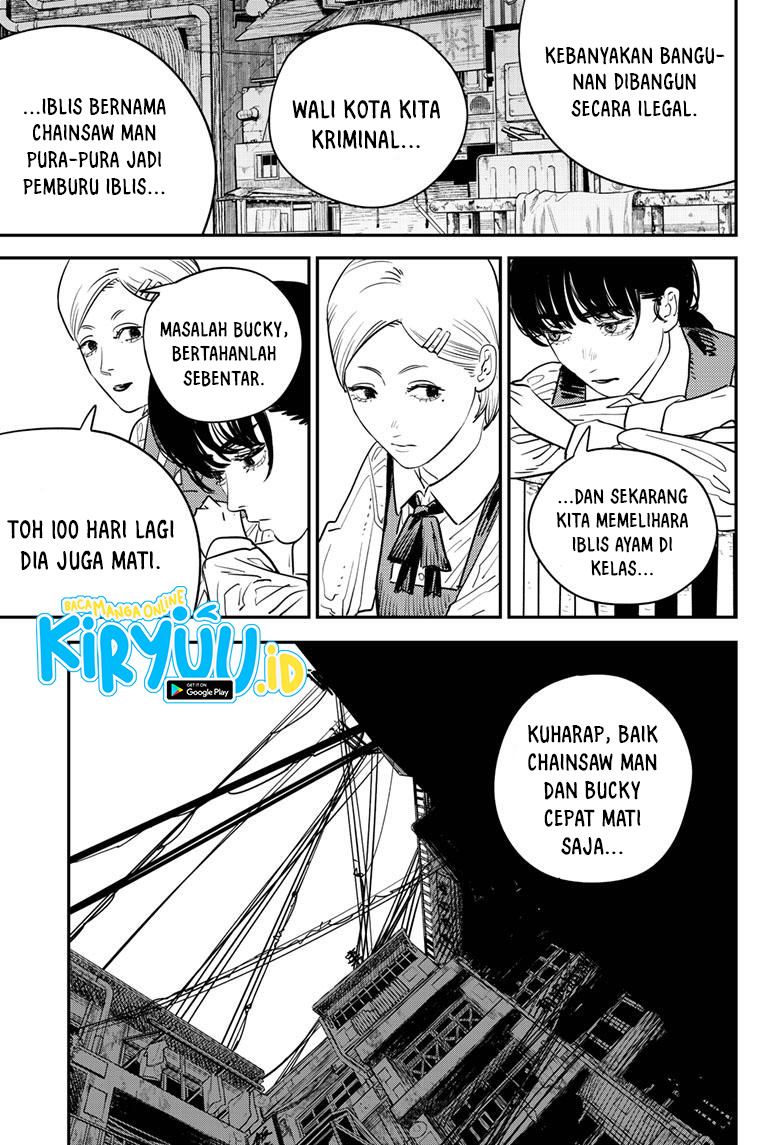 KEBANYAKAN BANGU-
NAN DIBANGUN
SECARA ILEGAL.
WALI KOTA KITA
KRIMINAL...
...IBLIS BERNAMA
CHAINSAW MAN
PURA-PURA JADI
PEMBURU IBLIS...
...DAN SEKARANG
KITA MEMELIHARA
IBLIS AYAM DI
KELAS...
MASALAH BUCKY,
BERTAHANLAH
SEBENTAR.
TOH 100 HARI LAGI
DIA JUGA MATI.
BACA MANGA ONLINE
KIRYUU.ID
GET IT ON
Google Play
KUHARAP, BAIK
CHAINSAW MAN
DAN BUCKY
CEPAT MATI
SAJA...